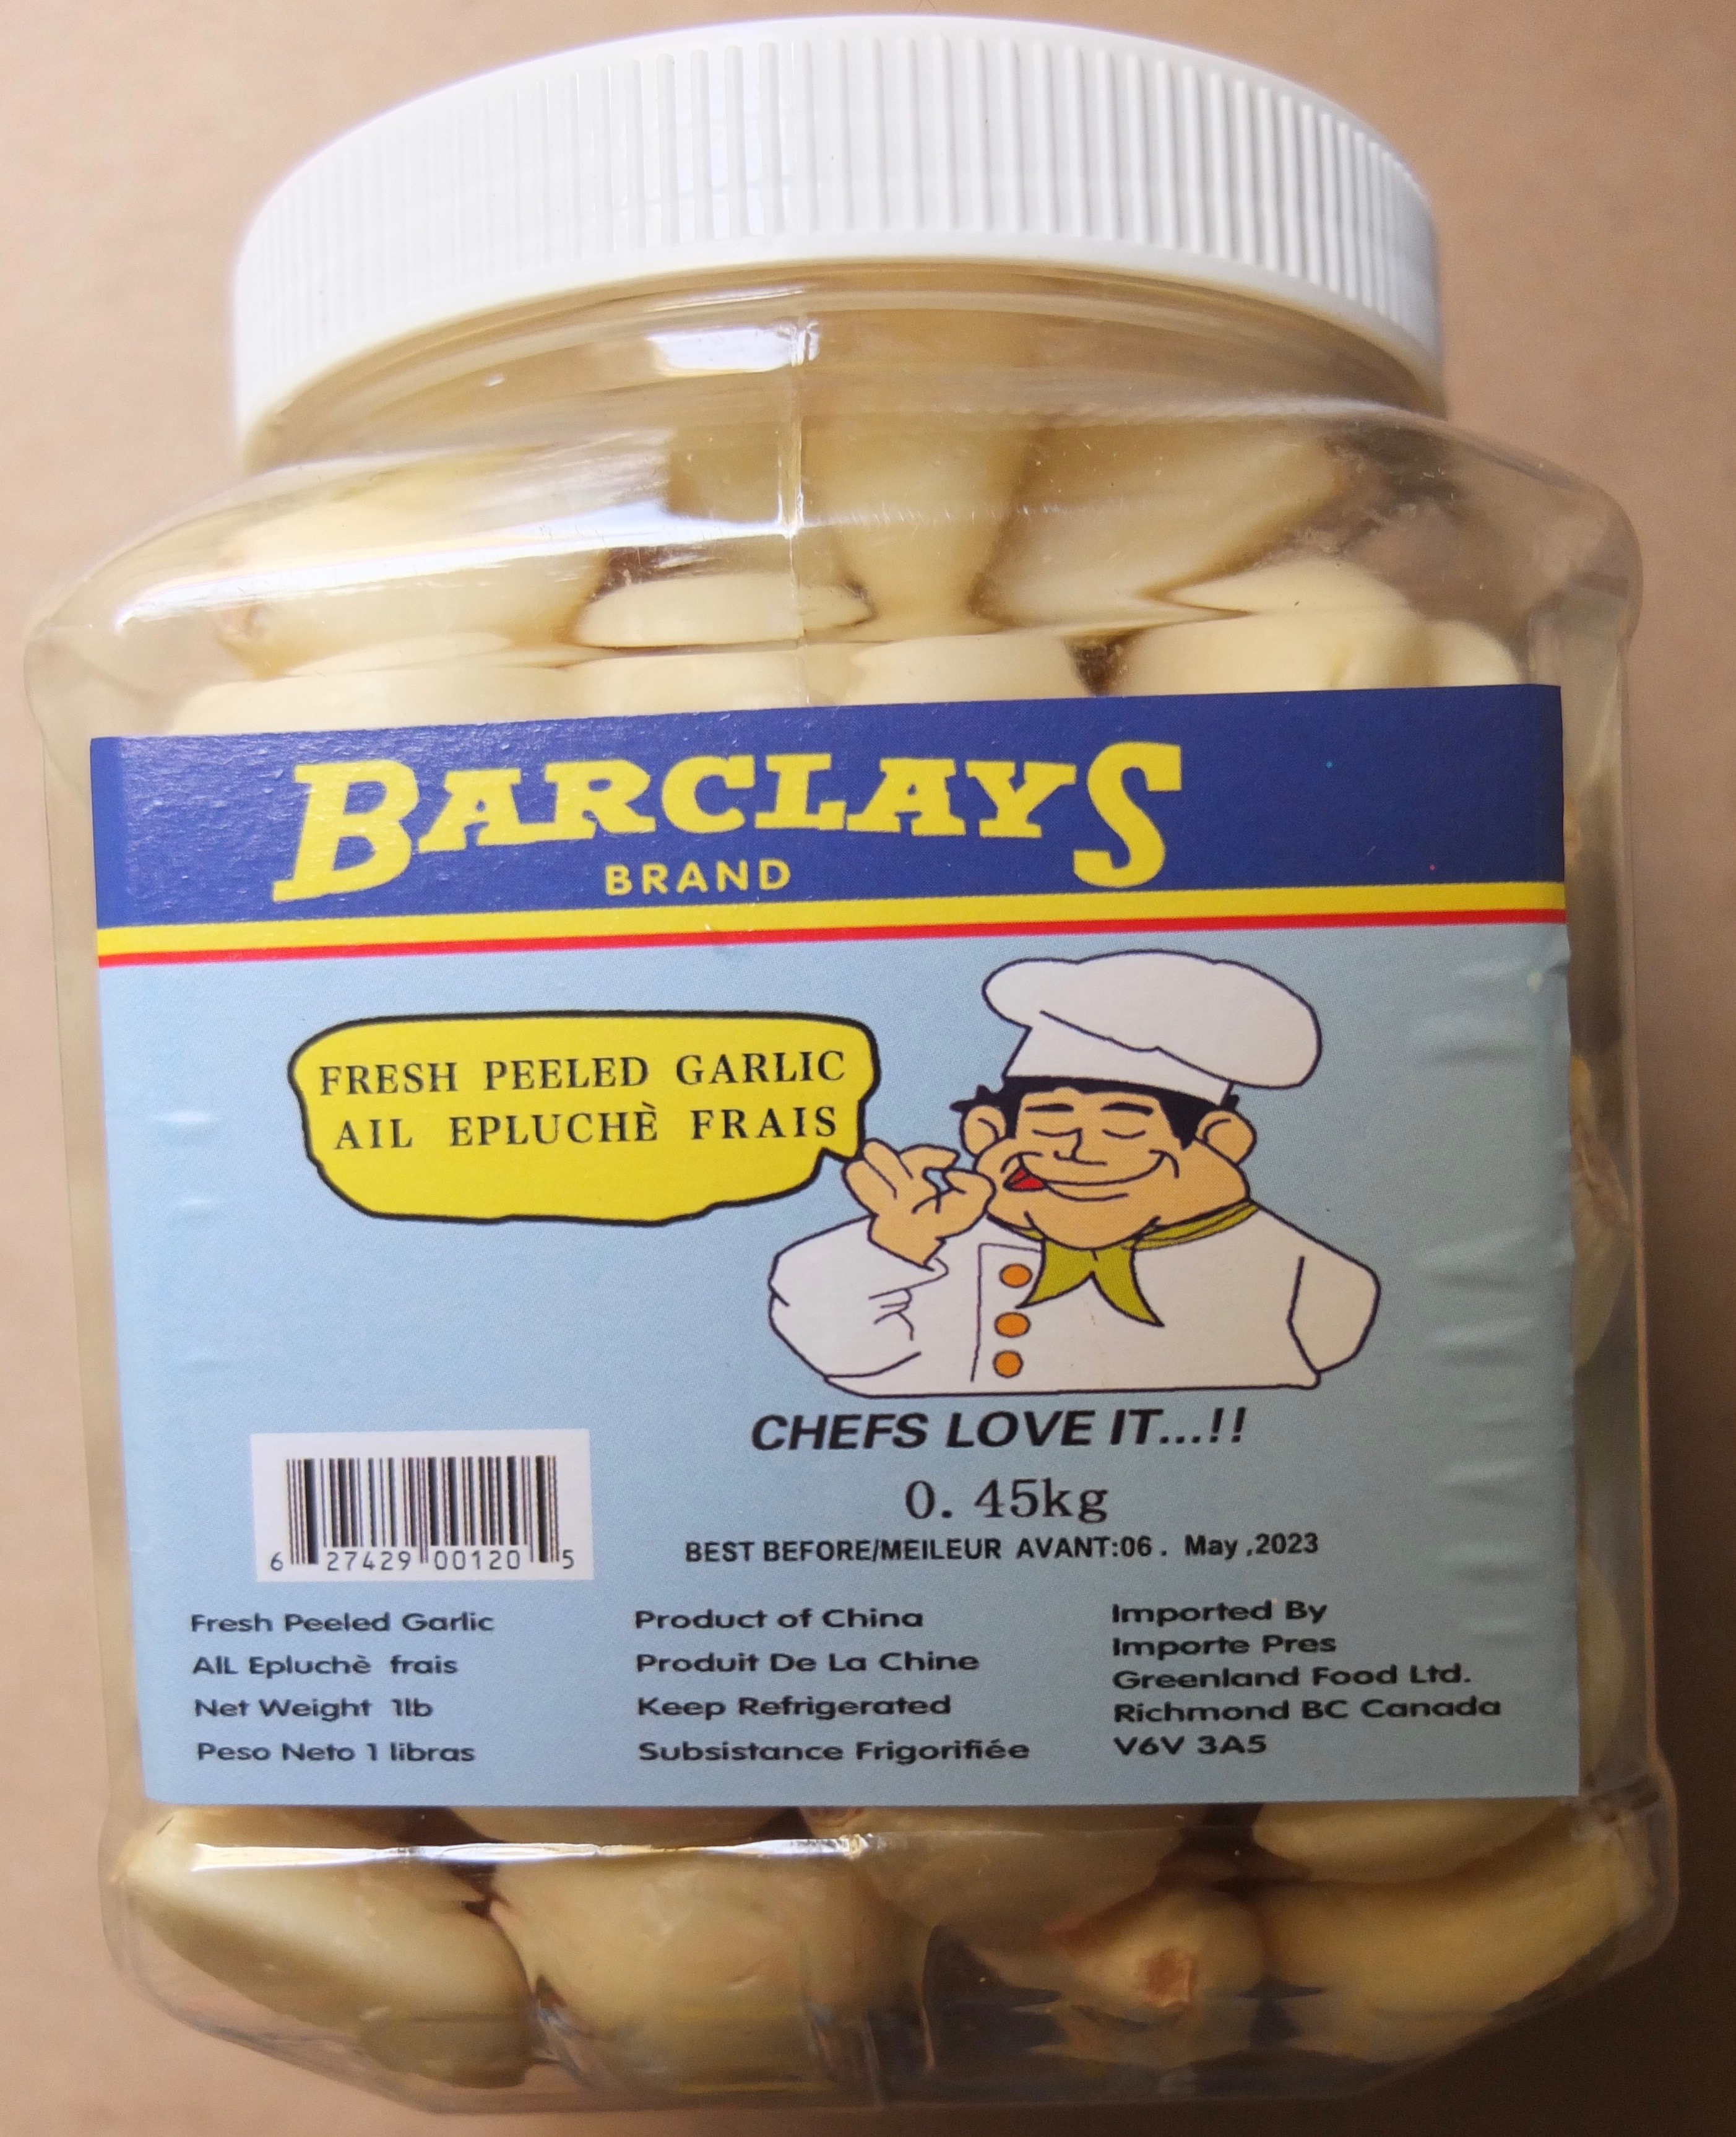 BARCLAYS
BRAND
FRESH PEELED GARLIC
AIL EPLUCHÈ FRAIS
CHEFS LOVE IT...!!
0. 45kg
BEST BEFORE/MEILEUR AVANT:06 . May ,2023
6 27429 00120 5
Fresh Peeled Garlic
AIL Epluchè frais
Net Weight 1lb
Peso Neto 1 libras
Product of China
Produit De La Chine
Keep Refrigerated
Subsistance Frigorifiée
Imported By
Importe Pres
Greenland Food Ltd.
Richmond BC Canada
V6V 3A5